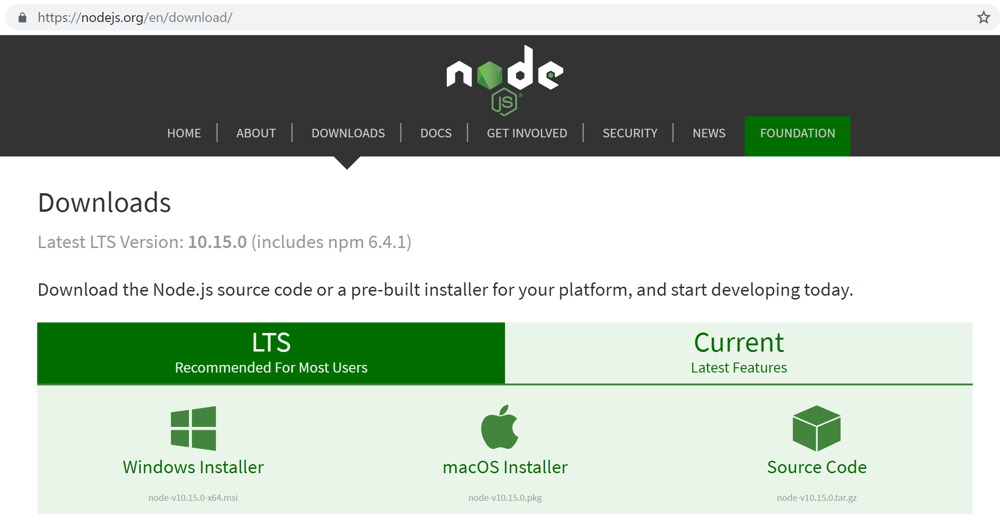 https://nodejs.org/en/download/
node
JS®
HOME | ABOUT | DOWNLOADS | DOCS | GET INVOLVED | SECURITY | NEWS FOUNDATION
Downloads
Latest LTS Version: 10.15.0 (includes npm 6.4.1)
Download the Node.js source code or a pre-built installer for your platform, and start developing today.
LTS
Recommended For Most Users
Current
Latest Features
Windows Installer
node-v10.15.0-x64.msi
macOS Installer
node-v10.15.0.pkg
Source Code
node-v10.15.0.tar.gz